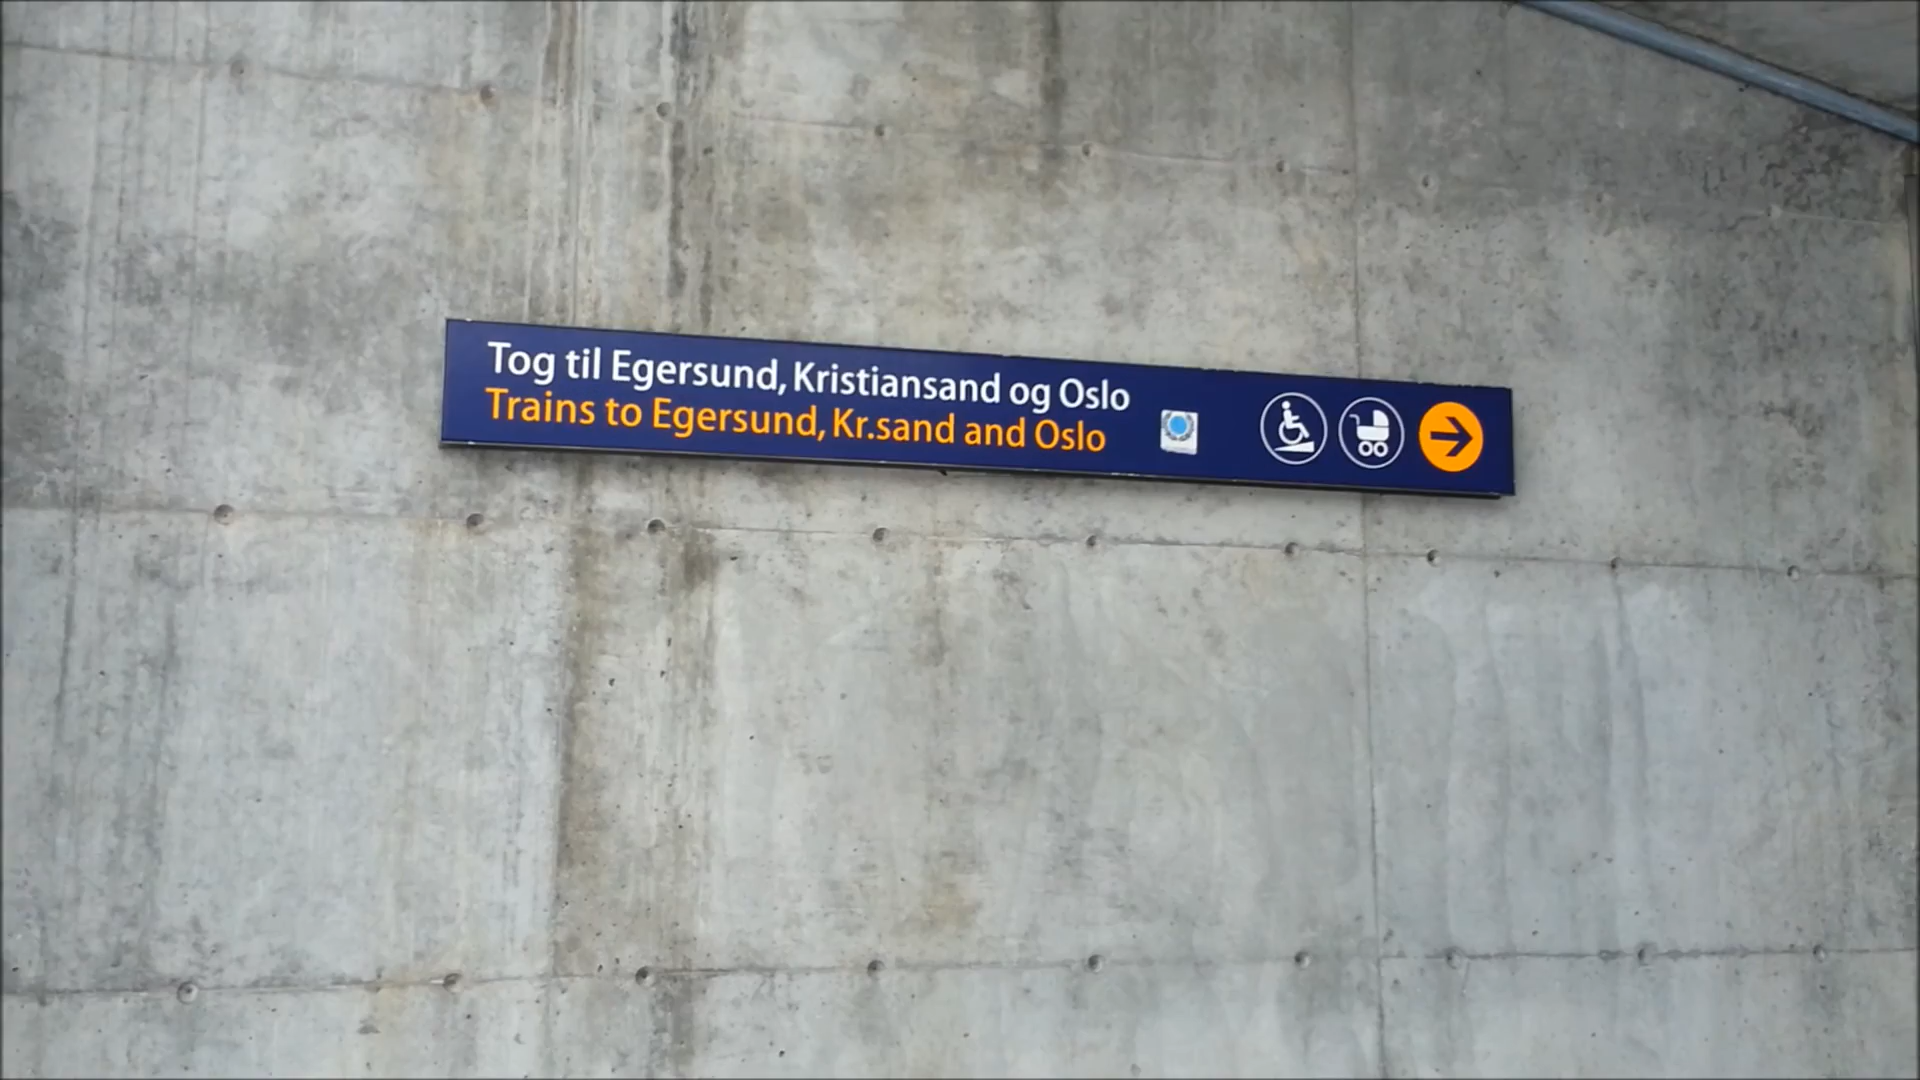 Tog til Egersund, Kristiansand og Oslo
Trains to Egersund, Kr.sand and Oslo